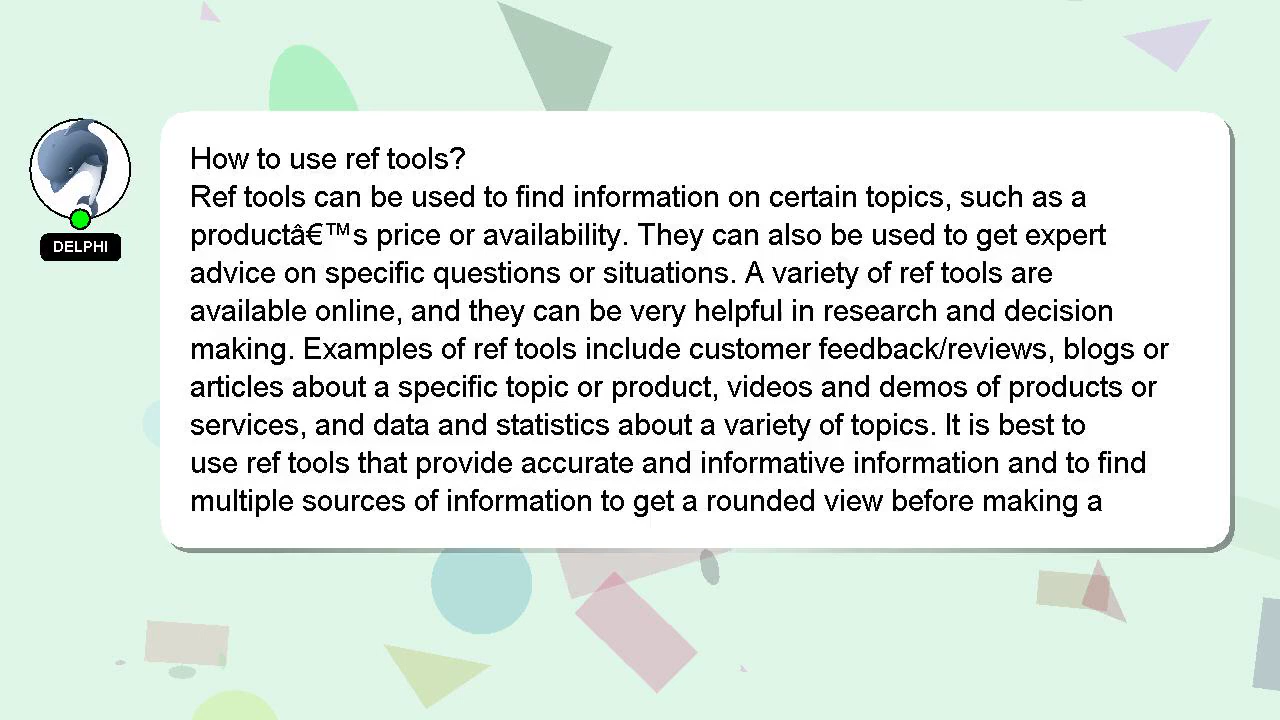 How to use ref tools?
Ref tools can be used to find information on certain topics, such as a
productâ€™s price or availability. They can also be used to get expert
advice on specific questions or situations. A variety of ref tools are
available online, and they can be very helpful in research and decision
making. Examples of ref tools include customer feedback/reviews, blogs or
articles about a specific topic or product, videos and demos of products or
services, and data and statistics about a variety of topics. It is best to
use ref tools that provide accurate and informative information and to find
multiple sources of information to get a rounded view before making a
DELPHI